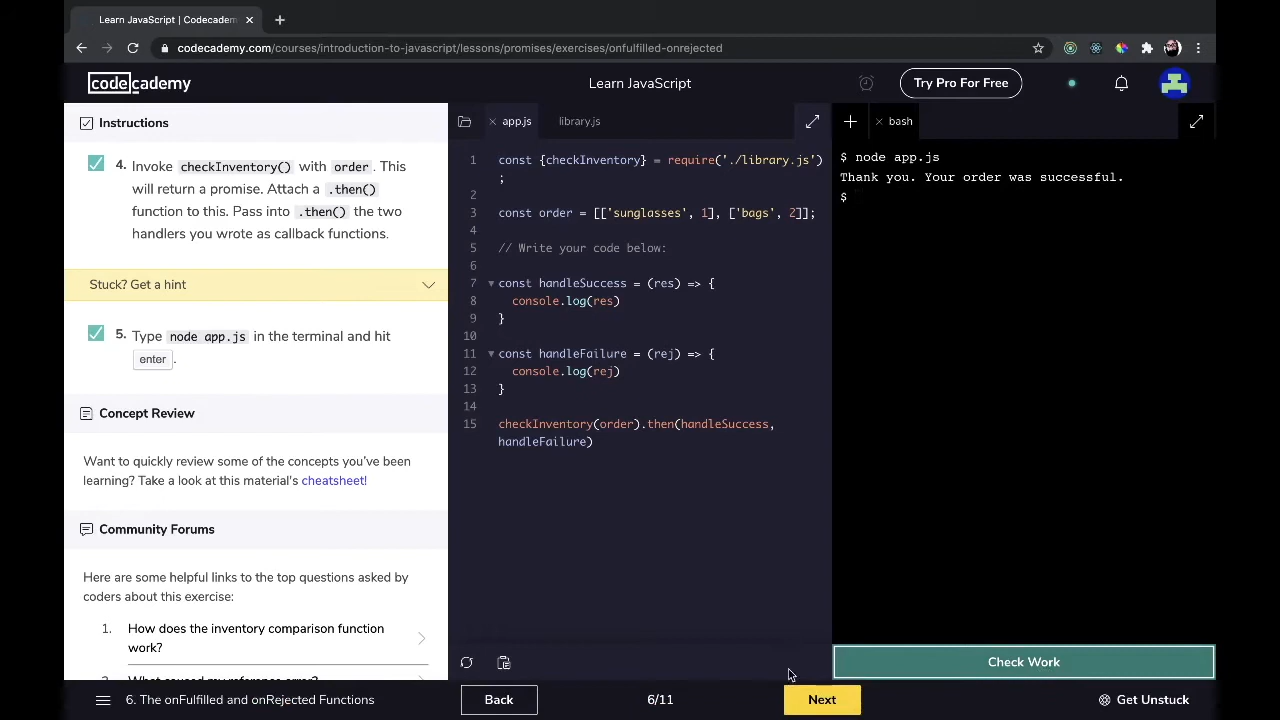 Learn JavaScript | Codecadem
codecademy.com/courses/introduction-to-javascript/lessons/promises/exercises/onfulfilled-onrejected
codecademy
Learn JavaScript
Try Pro For Free
Instructions
4. Invoke checkInventory() with order. This
will return a promise. Attach a .then()
function to this. Pass into .then() the two
handlers you wrote as callback functions.
Stuck? Get a hint
5. Type node app.js in the terminal and hit
enter.
Concept Review
Want to quickly review some of the concepts you've been
learning? Take a look at this material's cheatsheet!
Community Forums
Here are some helpful links to the top questions asked by
coders about this exercise:
1. How does the inventory comparison function
work?
2. What caused my reference error?
app.js library.js
1 const {checkInventory} = require('./library.js')
;
2
3 const order = [['sunglasses', 1], ['bags', 2]];
4
5 // Write your code below:
6
7 const handleSuccess = (res) => {
8 console.log(res)
9 }
10
11 const handleFailure = (rej) => {
12 console.log(rej)
13 }
14
15 checkInventory(order).then(handleSuccess,
handleFailure)
bash
$ node app.js
Thank you. Your order was successful.
$
Check Work
6. The onFulfilled and onRejected Functions
Back
6/11
Next
Get Unstuck